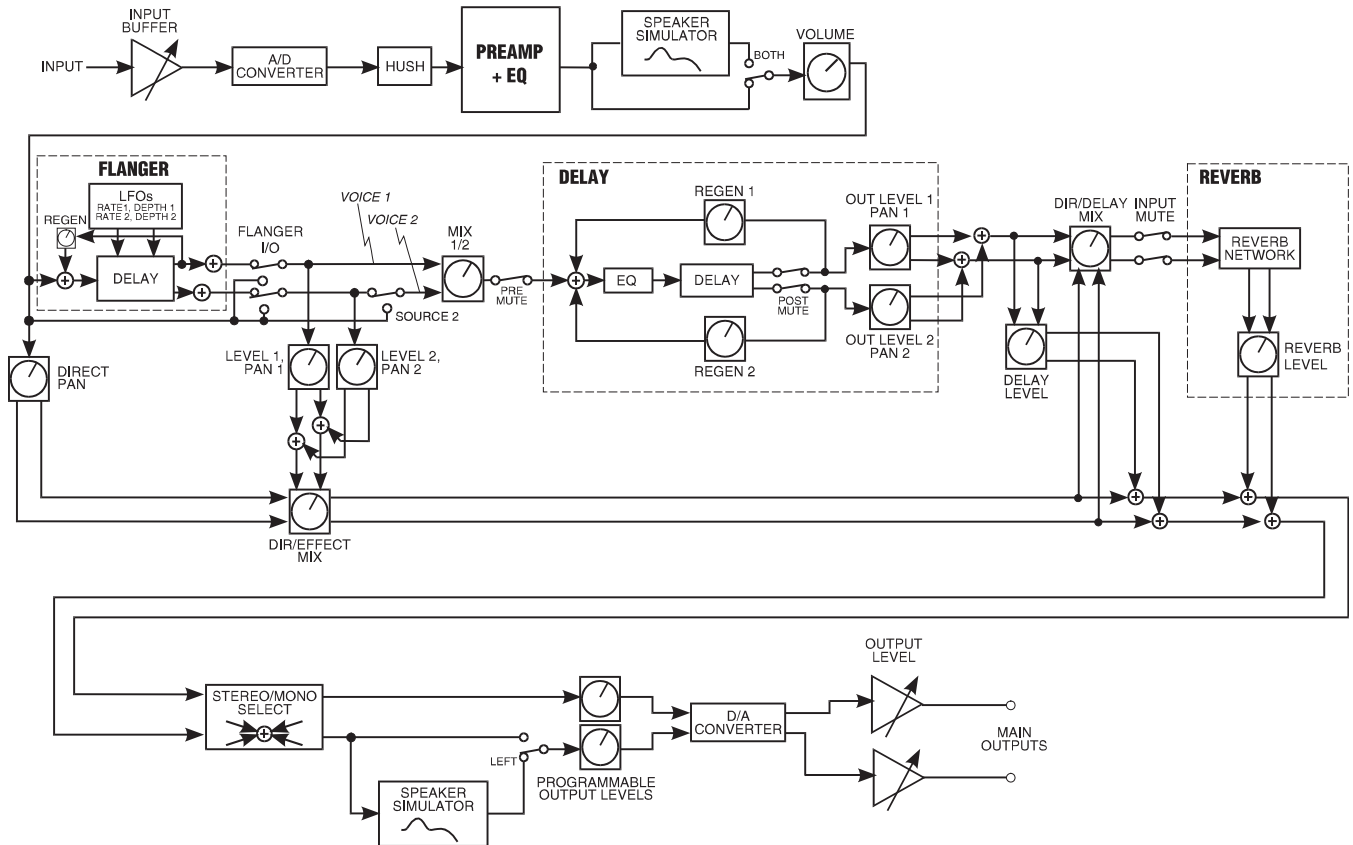 INPUT
BUFFER
INPUT
A/D
CONVERTER
HUSH
PREAMP
+ EQ
SPEAKER
SIMULATOR
BOTH
VOLUME
FLANGER
LFOs
RATE1, DEPTH 1
RATE 2, DEPTH 2
REGEN
DELAY
FLANGER
I/O
VOICE 1
VOICE 2
MIX
1/2
PRE
MUTE
SOURCE 2
DIRECT
PAN
LEVEL 1,
PAN 1
LEVEL 2,
PAN 2
DIR/EFFECT
MIX
DELAY
REGEN 1
EQ
DELAY
POST
MUTE
REGEN 2
OUT LEVEL 1
PAN 1
OUT LEVEL 2
PAN 2
DIR/DELAY
MIX
INPUT
MUTE
DELAY
LEVEL
REVERB
REVERB
NETWORK
REVERB
LEVEL
STEREO/MONO
SELECT
LEFT
SPEAKER
SIMULATOR
PROGRAMMABLE
OUTPUT LEVELS
D/A
CONVERTER
OUTPUT
LEVEL
MAIN
OUTPUTS